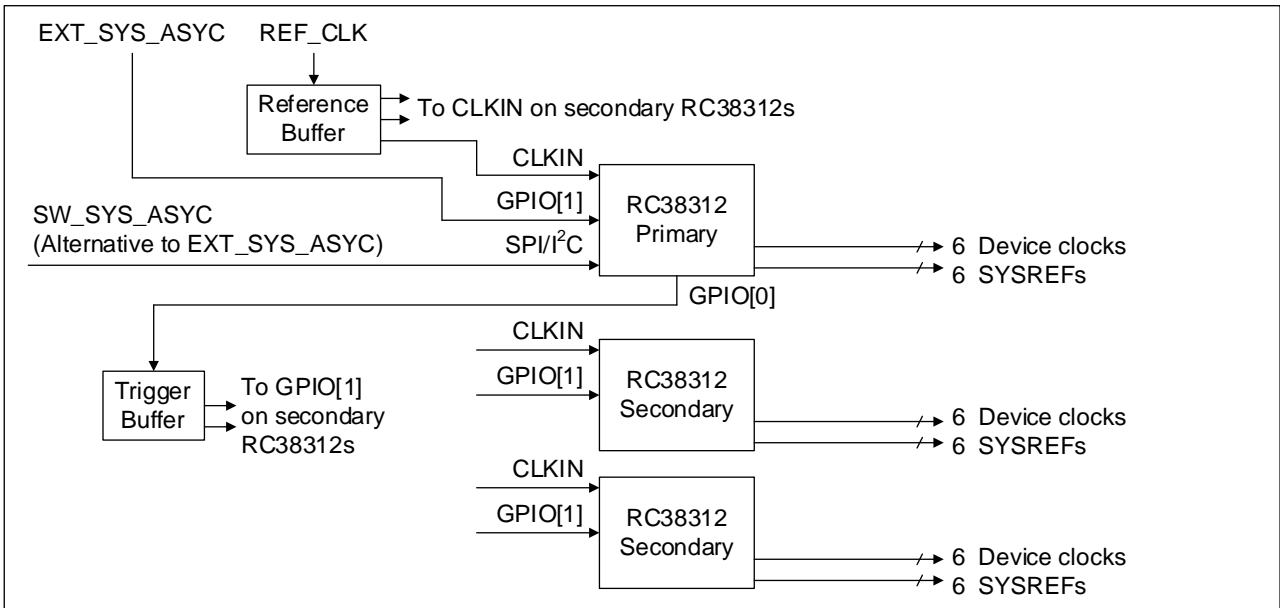 EXT_SYS_ASYC REF_CLK
Reference
Buffer
To CLKIN on secondary RC38312s
CLKIN
GPIO[1]
SW_SYS_ASYC
(Alternative to EXT_SYS_ASYC)
SPI/I²C
RC38312
Primary
6 Device clocks
6 SYSREFs
GPIO[0]
Trigger
Buffer
To GPIO[1]
on secondary
RC38312s
CLKIN
GPIO[1]
RC38312
Secondary
6 Device clocks
6 SYSREFs
CLKIN
GPIO[1]
RC38312
Secondary
6 Device clocks
6 SYSREFs